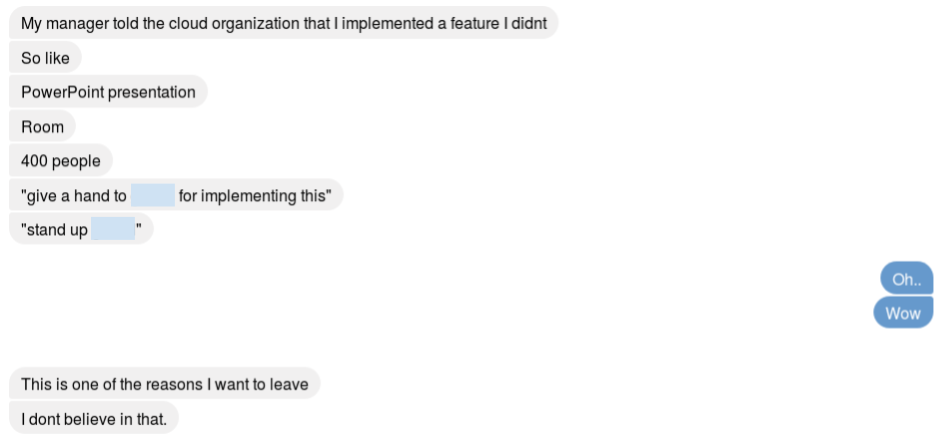 My manager told the cloud organization that I implemented a feature I didnt
So like
PowerPoint presentation
Room
400 people
"give a hand to for implementing this"
"stand up "
Oh..
Wow
This is one of the reasons I want to leave
I dont believe in that.